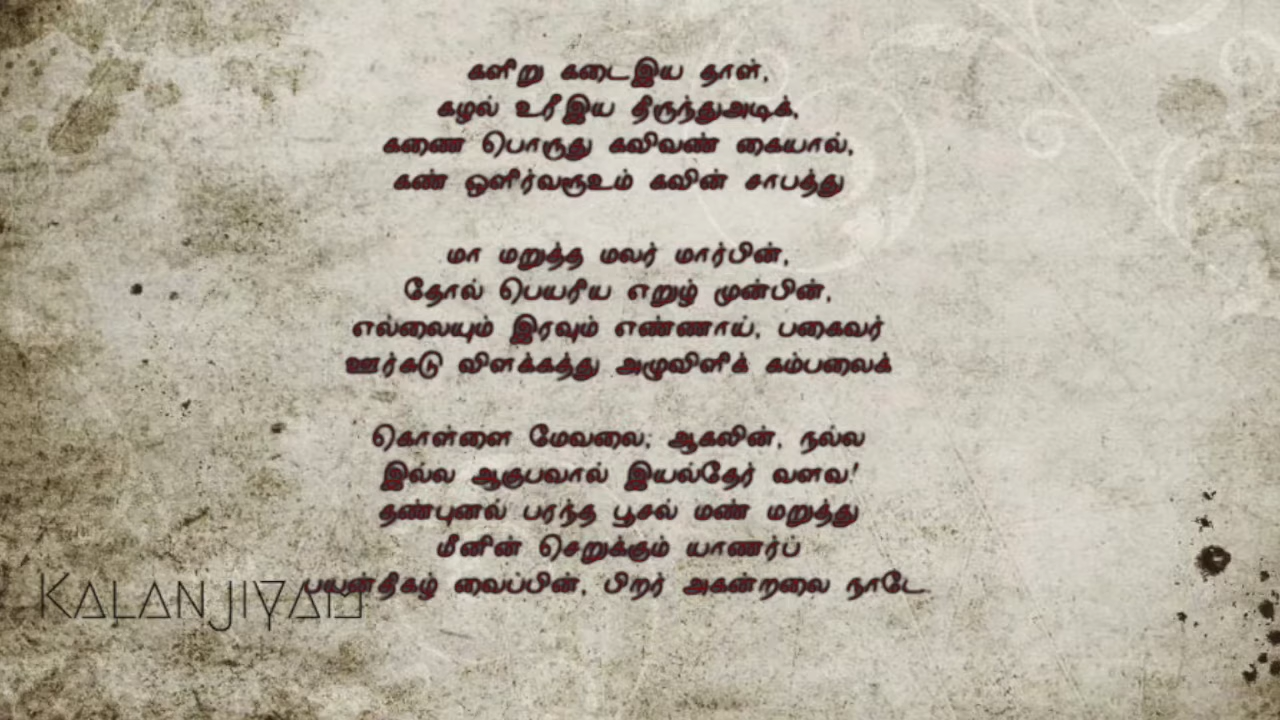 களிறு கடைஇய தாள்,
கழல் உரீஇய திருந்துஅடிக்,
கணை பொருது கவிவண் கையால்,
கண் ஒளிர்வரூஉம் கவின் சாபத்து
மா மறுத்த மலர் மார்பின்,
தோல் பெயரிய எறுழ் முன்பின்,
எல்லையும் இரவும் எண்ணாய், பகைவர்
ஊர்சுடு விளக்கத்து அழுவிளிக் கம்பலைக்
கொள்ளை மேவலை; ஆகலின், நல்ல
இல்ல ஆகுபவால் இயல்தேர் வளவ!
தண்புனல் பரந்த பூசல் மண் மறுத்து
மீனின் செறுக்கும் யாணர்ப்
பயன்திகழ் வைப்பின், பிறர் அகன்றலை நாடே.